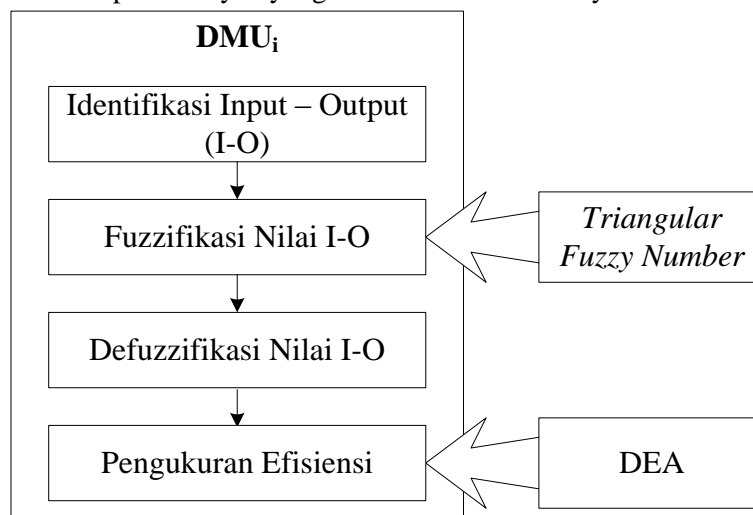 DMUi
Identifikasi Input – Output
(I-O)
Fuzzifikasi Nilai I-O
Triangular
Fuzzy Number
Defuzzifikasi Nilai I-O
Pengukuran Efisiensi
DEA